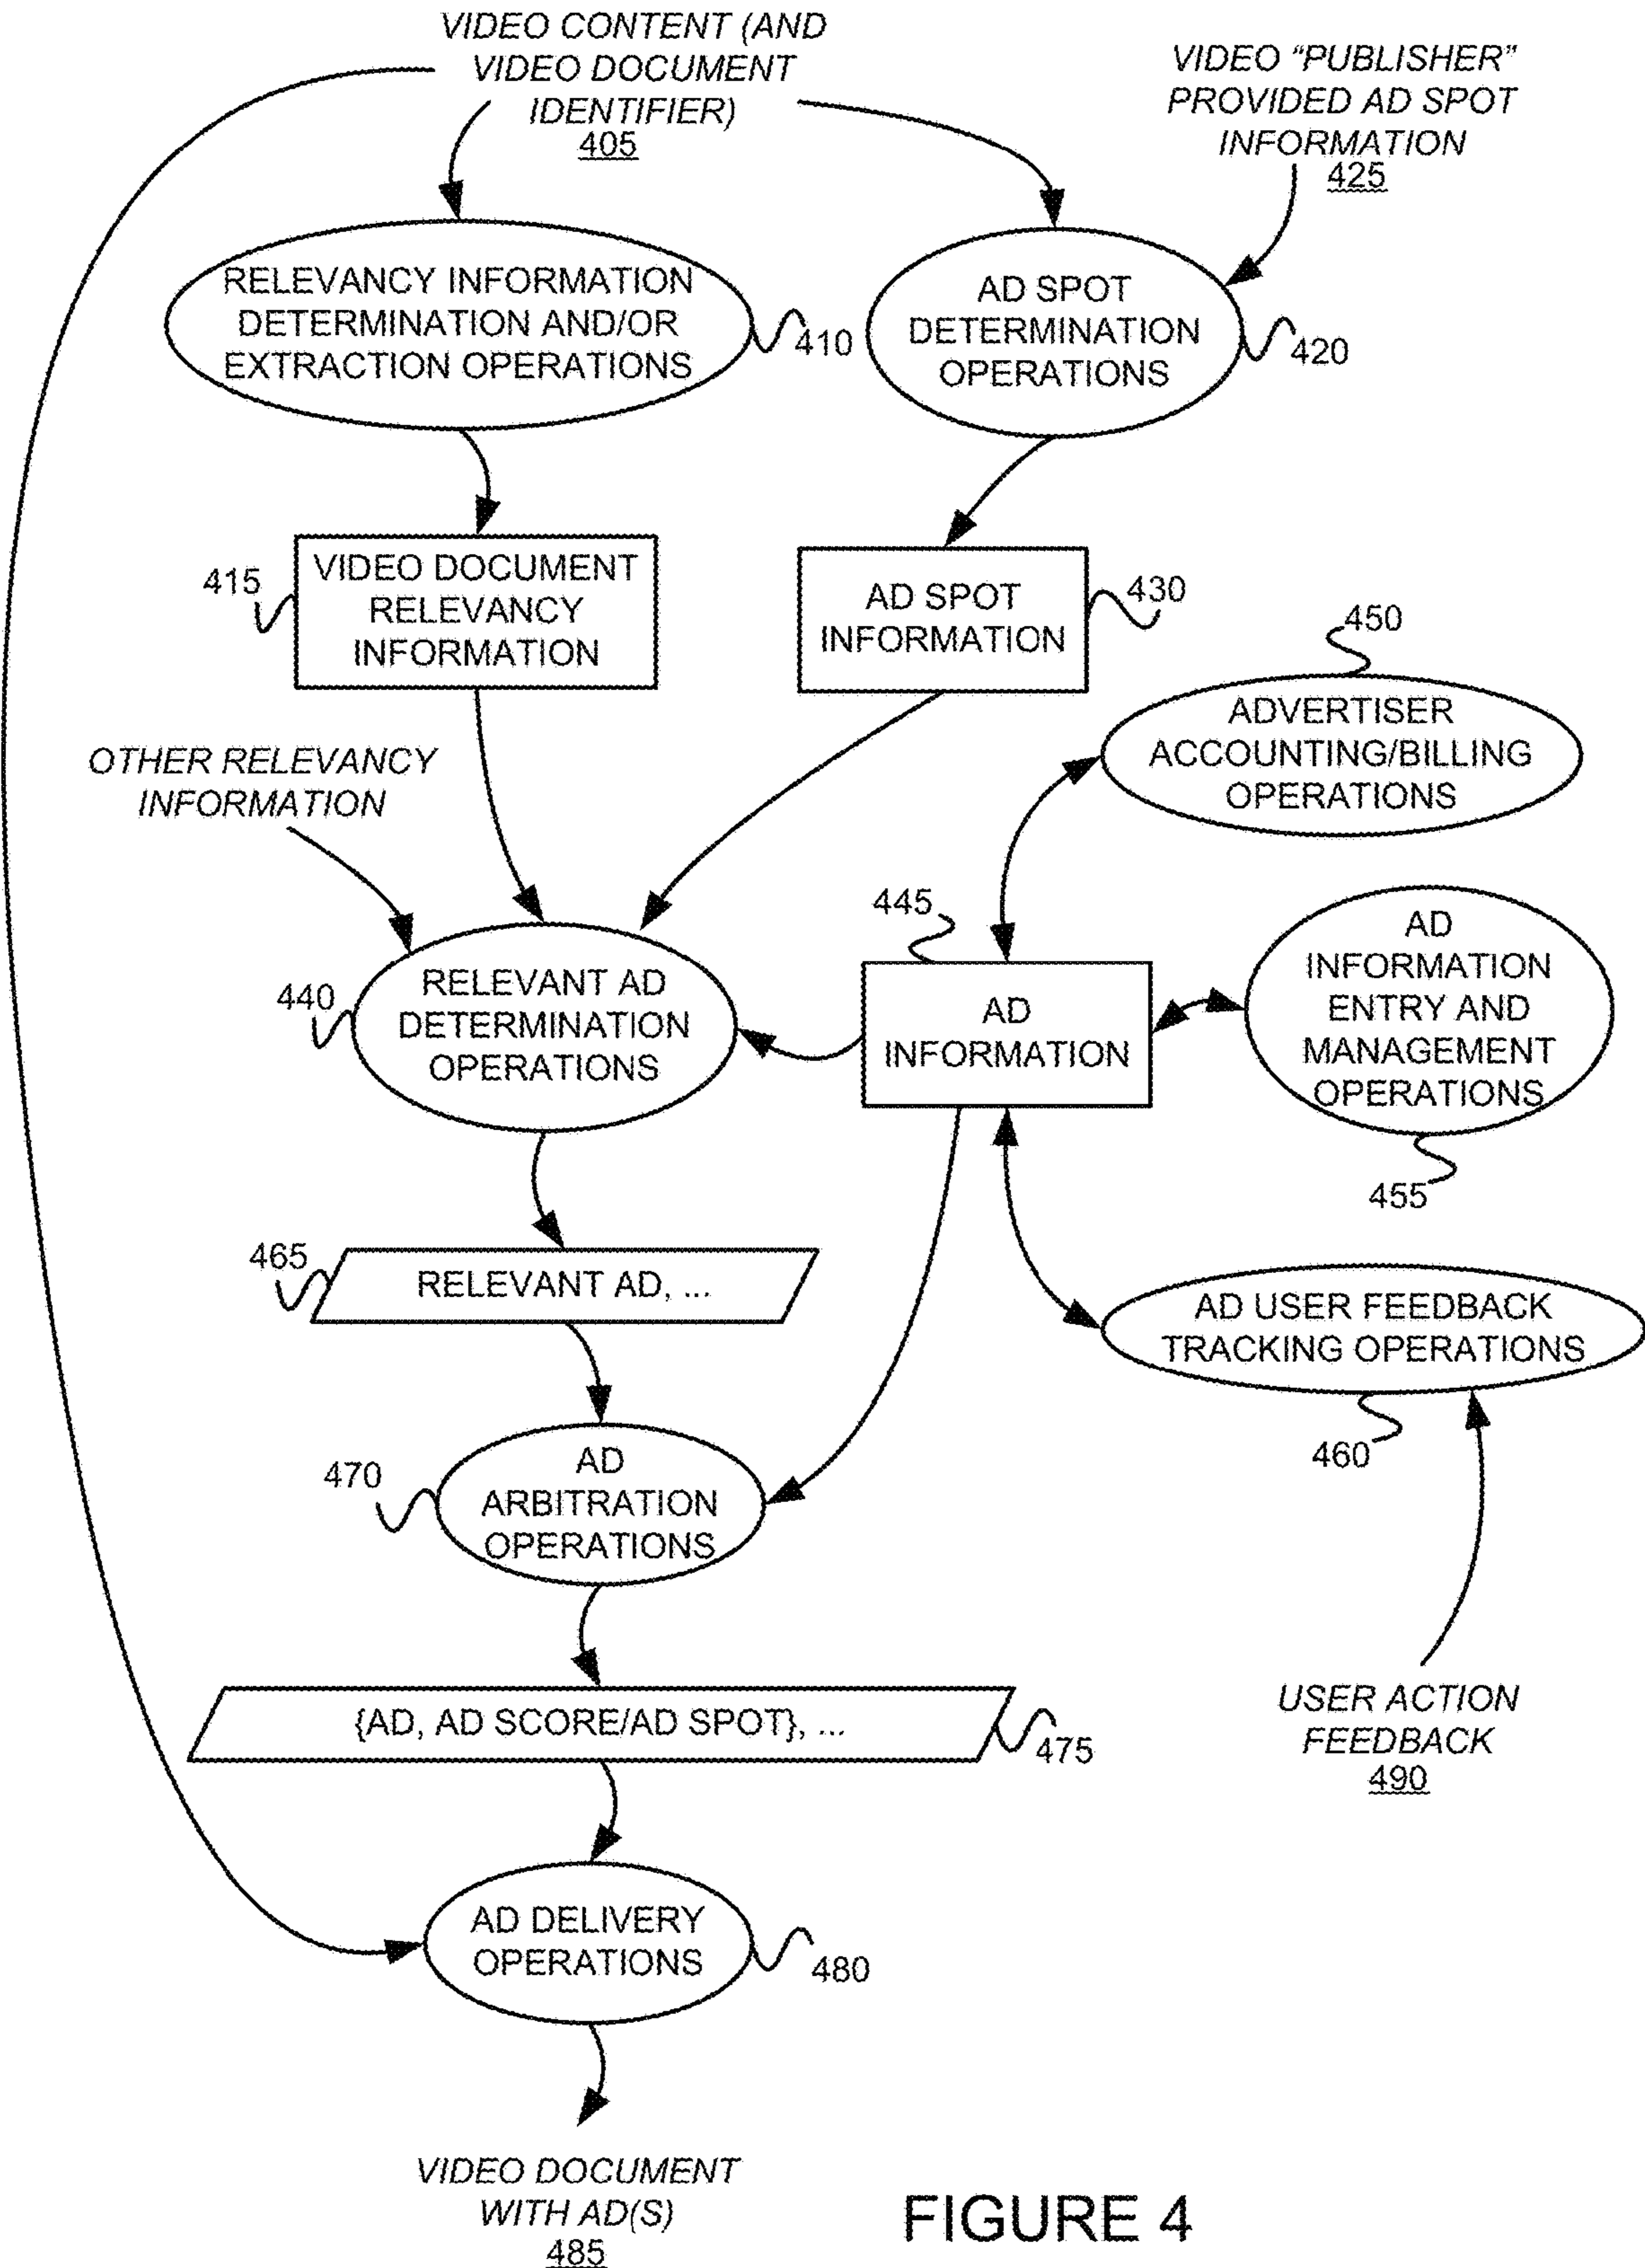 VIDEO CONTENT (AND
VIDEO DOCUMENT
IDENTIFIER)
405
VIDEO “PUBLISHER”
PROVIDED AD SPOT
INFORMATION
425
RELEVANCY INFORMATION
DETERMINATION AND/OR
EXTRACTION OPERATIONS
410
AD SPOT
DETERMINATION
OPERATIONS
420
415
VIDEO DOCUMENT
RELEVANCY
INFORMATION
AD SPOT
INFORMATION
430
450
ADVERTISER
ACCOUNTING/BILLING
OPERATIONS
OTHER RELEVANCY
INFORMATION
440
RELEVANT AD
DETERMINATION
OPERATIONS
445
AD
INFORMATION
AD
INFORMATION
ENTRY AND
MANAGEMENT
OPERATIONS
455
465
RELEVANT AD, ...
AD USER FEEDBACK
TRACKING OPERATIONS
460
470
AD
ARBITRATION
OPERATIONS
{AD, AD SCORE/AD SPOT}, ...
475
USER ACTION
FEEDBACK
490
AD DELIVERY
OPERATIONS
480
VIDEO DOCUMENT
WITH AD(S)
485
FIGURE 4